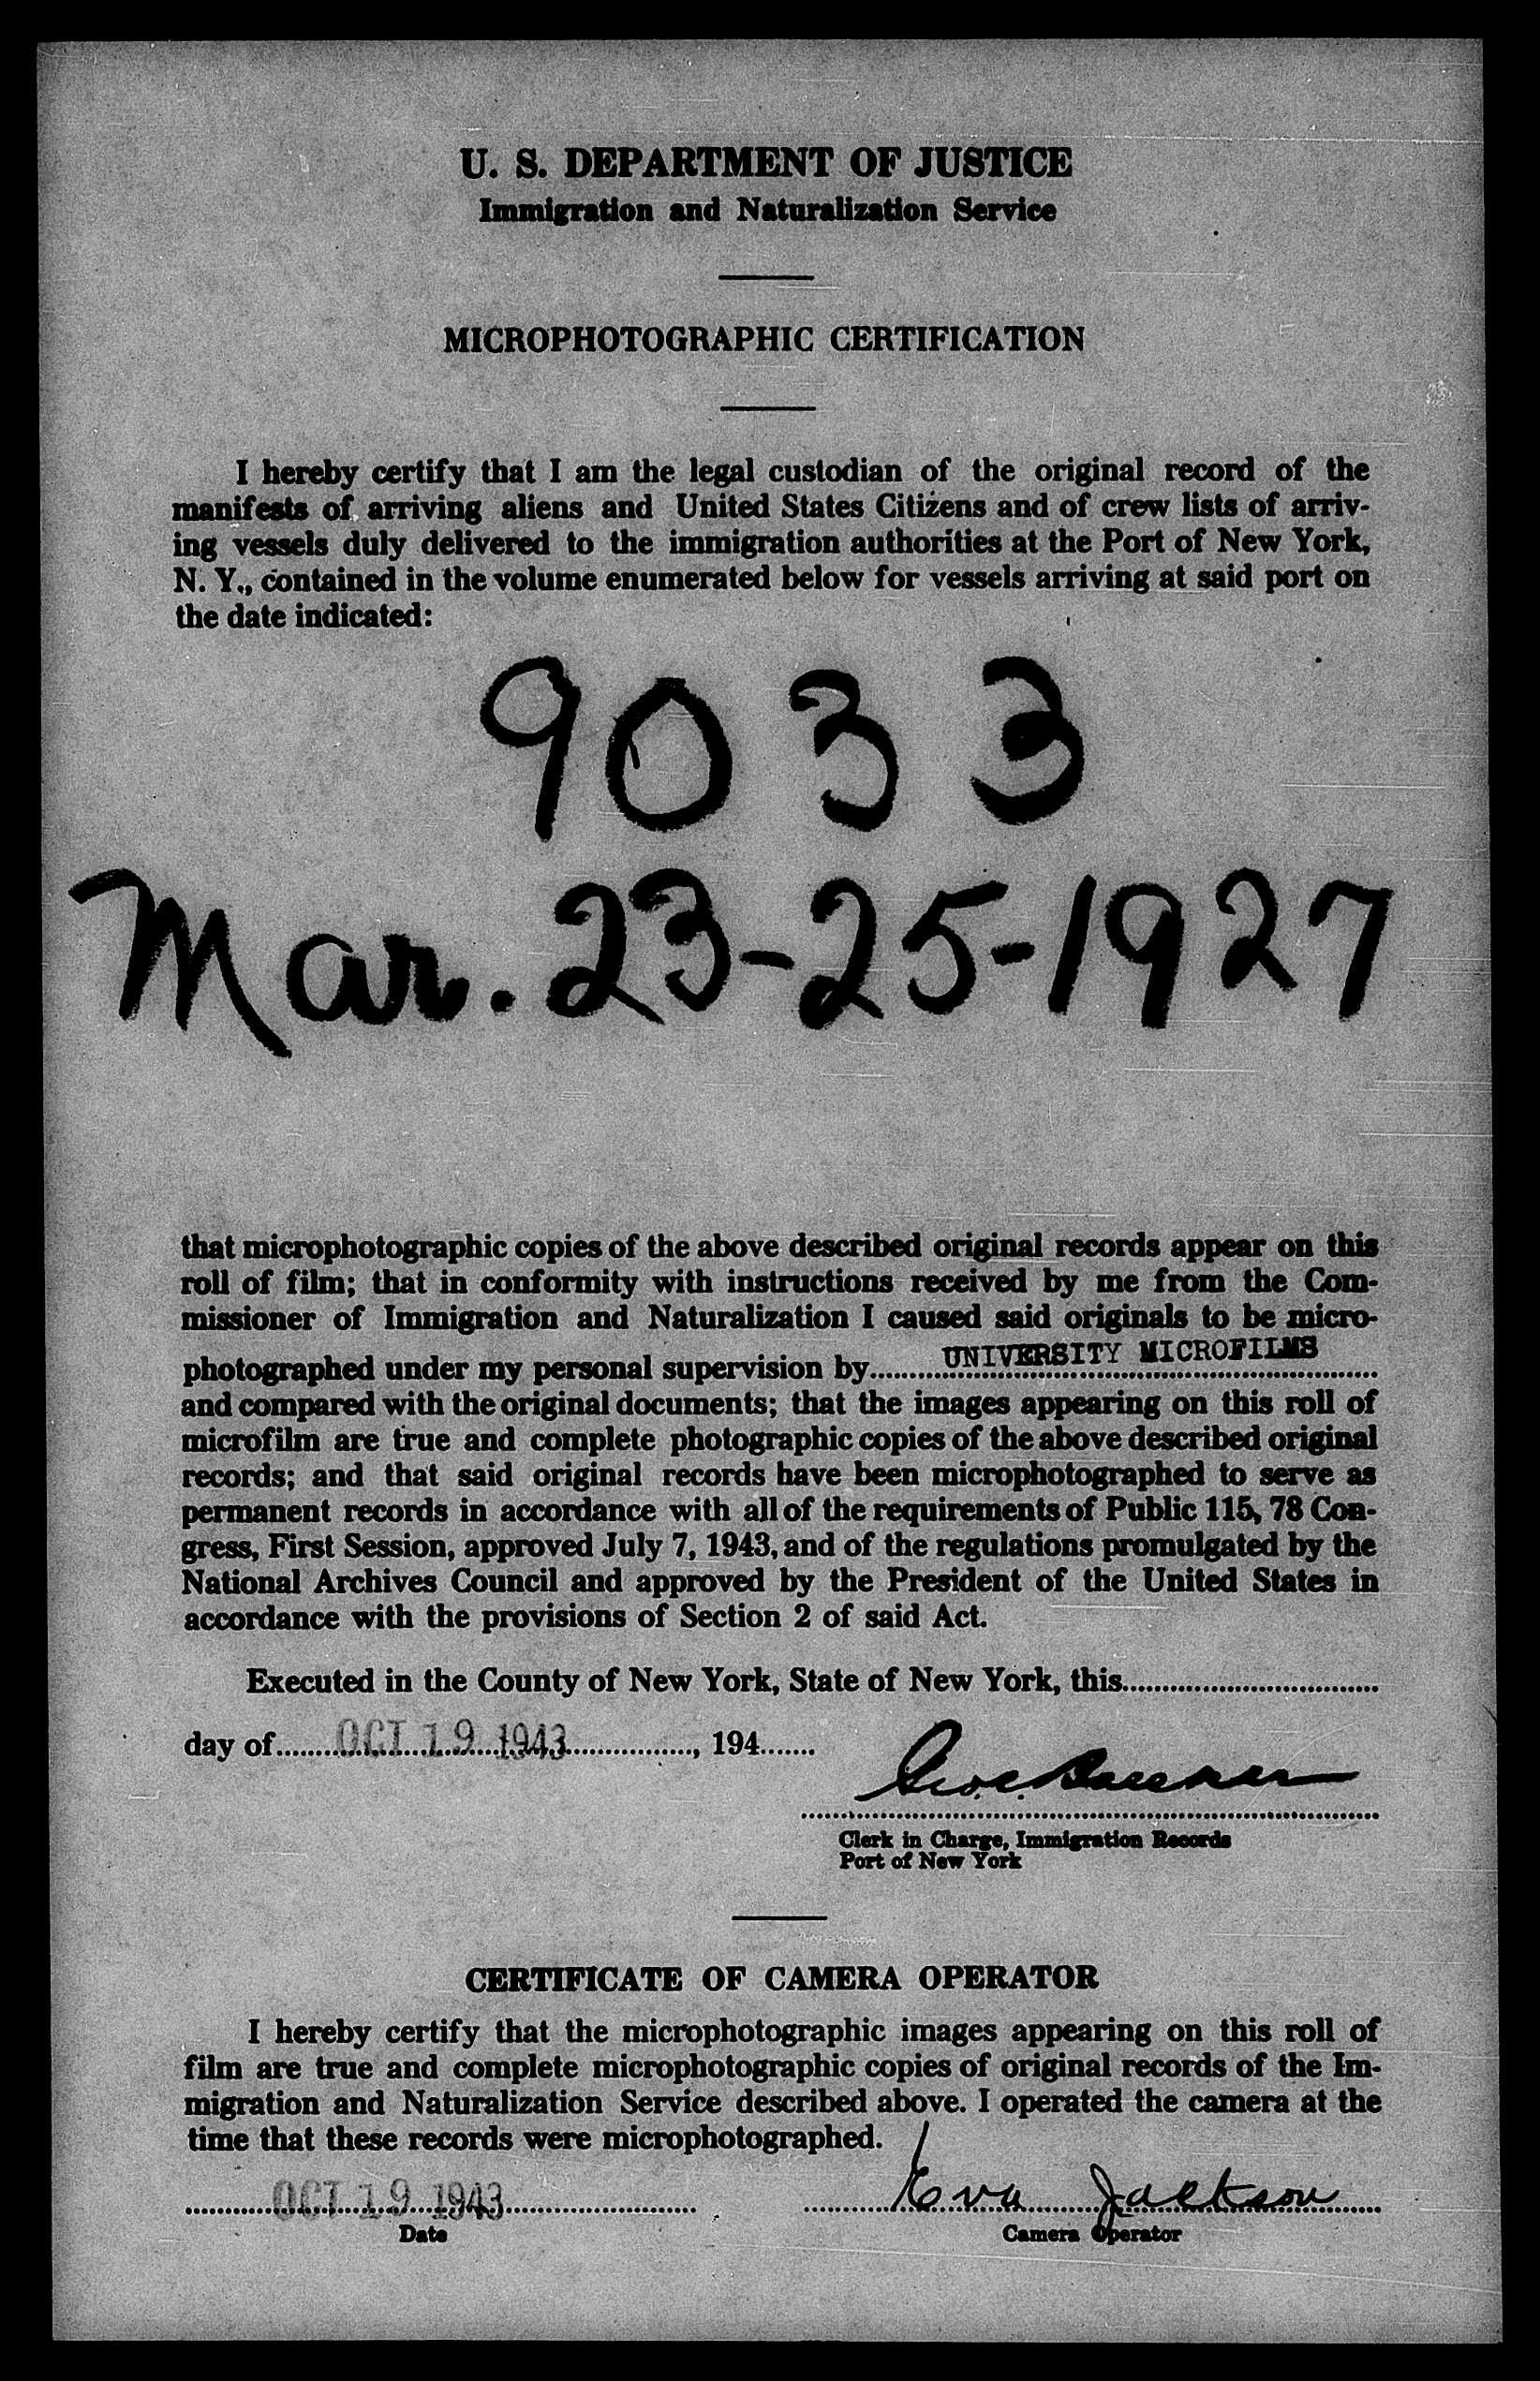 U. S. DEPARTMENT OF JUSTICE
Immigration and Naturalization Service
MICROPHOTOGRAPHIC CERTIFICATION
I hereby certify that I am the legal custodian of the original record of the
manifests of arriving aliens and United States Citizens and of crew lists of arriv-
ing vessels duly delivered to the immigration authorities at the Port of New York,
N. Y., contained in the volume enumerated below for vessels arriving at said port on
the date indicated:
9033
Mar. 23-25-1927
that microphotographic copies of the above described original records appear on this
roll of film; that in conformity with instructions received by me from the Com-
missioner of Immigration and Naturalization I caused said originals to be micro-
photographed under my personal supervision by UNIVERSITY MICROFILMS
and compared with the original documents; that the images appearing on this roll of
microfilm are true and complete photographic copies of the above described original
records; and that said original records have been microphotographed to serve as
permanent records in accordance with all of the requirements of Public 115, 78 Con-
gress, First Session, approved July 7, 1943, and of the regulations promulgated by the
National Archives Council and approved by the President of the United States in
accordance with the provisions of Section 2 of said Act.
Executed in the County of New York, State of New York, this
day of OCT 19 1943, 194
Geo. C.
Clerk in Charge, Immigration Records
Port of New York
CERTIFICATE OF CAMERA OPERATOR
I hereby certify that the microphotographic images appearing on this roll of
film are true and complete microphotographic copies of original records of the Im-
migration and Naturalization Service described above. I operated the camera at the
time that these records were microphotographed.
OCT 19 1943 Eva Jackson
Date Camera Operator